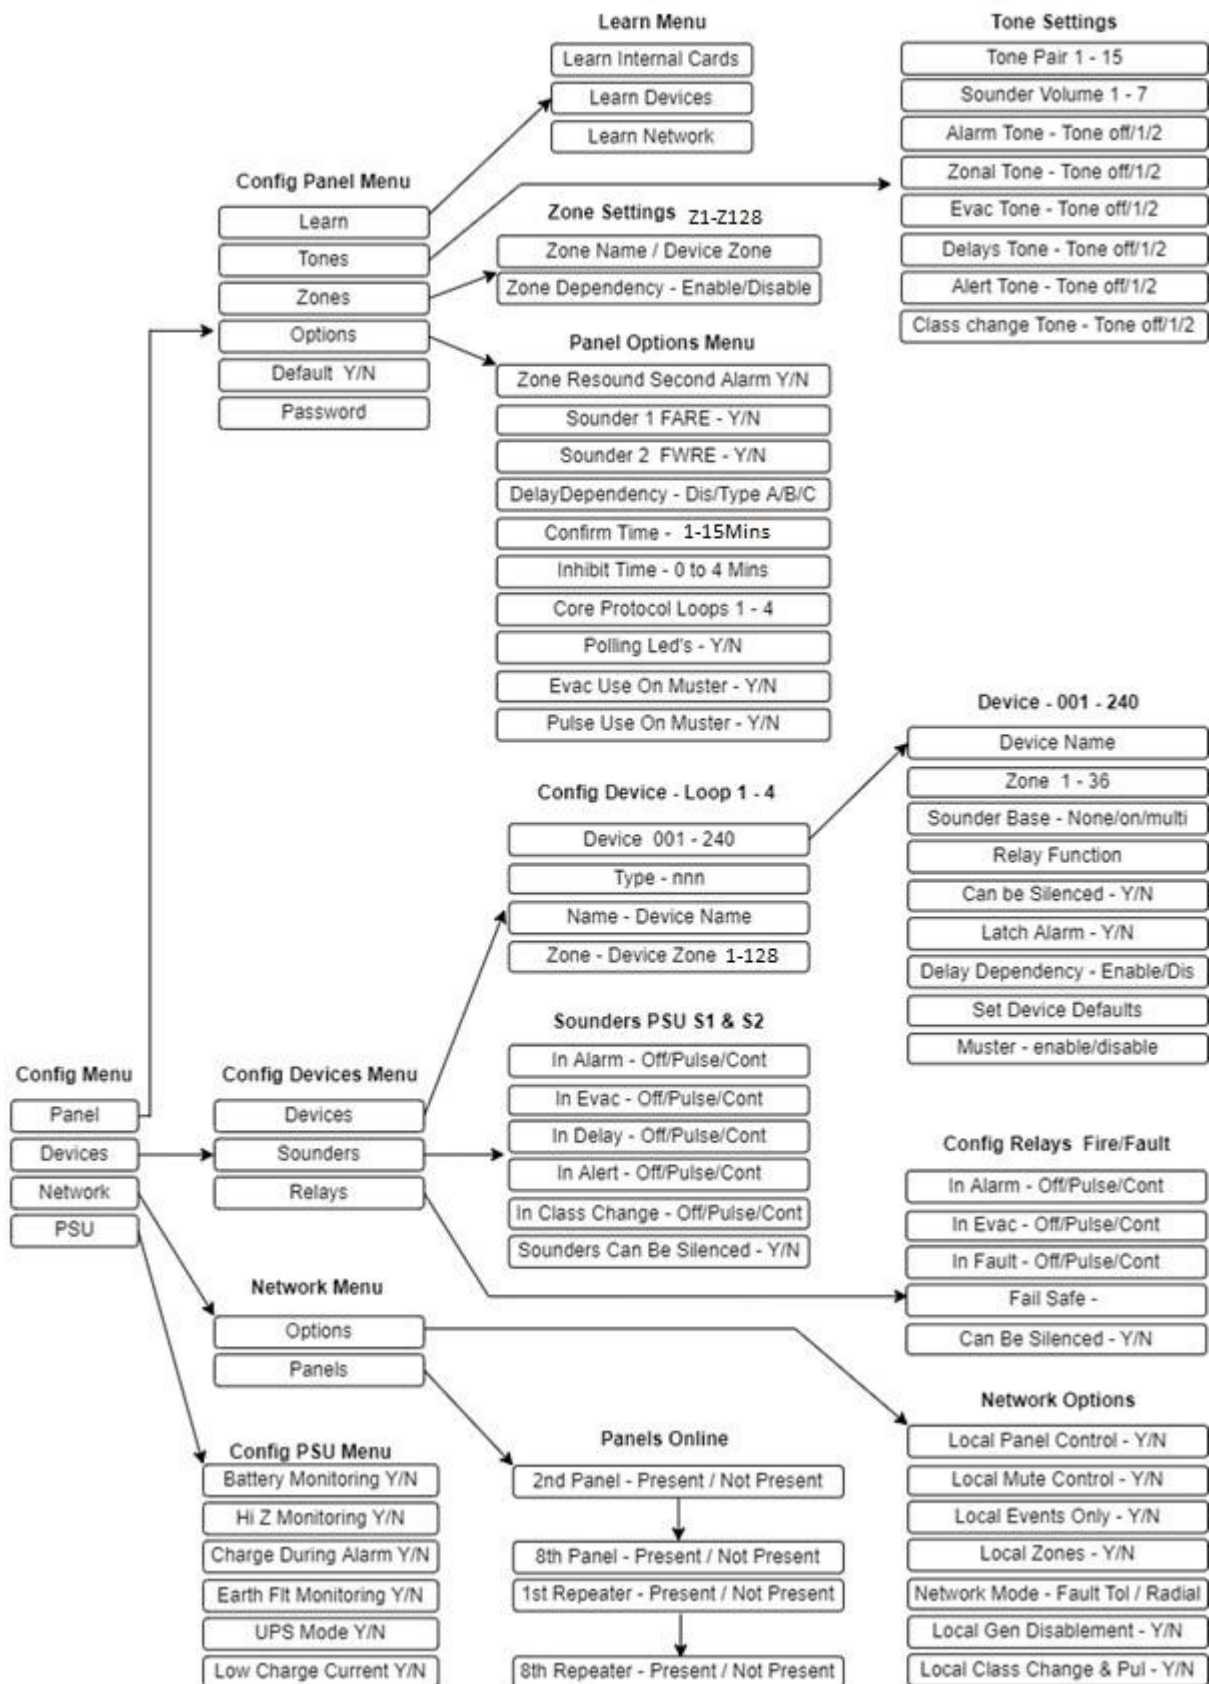 Learn Menu
Learn Internal Cards
Learn Devices
Learn Network
Tone Settings
Tone Pair 1 - 15
Sounder Volume 1 - 7
Alarm Tone - Tone off/1/2
Zonal Tone - Tone off/1/2
Evac Tone - Tone off/1/2
Delays Tone - Tone off/1/2
Alert Tone - Tone off/1/2
Class change Tone - Tone off/1/2
Config Panel Menu
Learn
Tones
Zones
Options
Default Y/N
Password
Zone Settings Z1-Z128
Zone Name / Device Zone
Zone Dependency - Enable/Disable
Panel Options Menu
Zone Resound Second Alarm Y/N
Sounder 1 FARE - Y/N
Sounder 2 FWRE - Y/N
DelayDependency - Dis/Type A/B/C
Confirm Time - 1-15Mins
Inhibit Time - 0 to 4 Mins
Core Protocol Loops 1 - 4
Polling Led's - Y/N
Evac Use On Muster - Y/N
Pulse Use On Muster - Y/N
Device - 001 - 240
Device Name
Zone 1 - 36
Sounder Base - None/on/multi
Relay Function
Can be Silenced - Y/N
Latch Alarm - Y/N
Delay Dependency - Enable/Dis
Set Device Defaults
Muster - enable/disable
Config Device - Loop 1 - 4
Device 001 - 240
Type - nnn
Name - Device Name
Zone - Device Zone 1-128
Sounders PSU S1 & S2
In Alarm - Off/Pulse/Cont
In Evac - Off/Pulse/Cont
In Delay - Off/Pulse/Cont
In Alert - Off/Pulse/Cont
In Class Change - Off/Pulse/Cont
Sounders Can Be Silenced - Y/N
Config Menu
Panel
Devices
Network
PSU
Config Devices Menu
Devices
Sounders
Relays
Config Relays Fire/Fault
In Alarm - Off/Pulse/Cont
In Evac - Off/Pulse/Cont
In Fault - Off/Pulse/Cont
Fail Safe -
Can Be Silenced - Y/N
Network Menu
Options
Panels
Network Options
Local Panel Control - Y/N
Local Mute Control - Y/N
Local Events Only - Y/N
Local Zones - Y/N
Network Mode - Fault Tol / Radial
Local Gen Disablement - Y/N
Local Class Change & Pul - Y/N
Config PSU Menu
Battery Monitoring Y/N
Hi Z Monitoring Y/N
Charge During Alarm Y/N
Earth Flt Monitoring Y/N
UPS Mode Y/N
Low Charge Current Y/N
Panels Online
2nd Panel - Present / Not Present
8th Panel - Present / Not Present
1st Repeater - Present / Not Present
8th Repeater - Present / Not Present